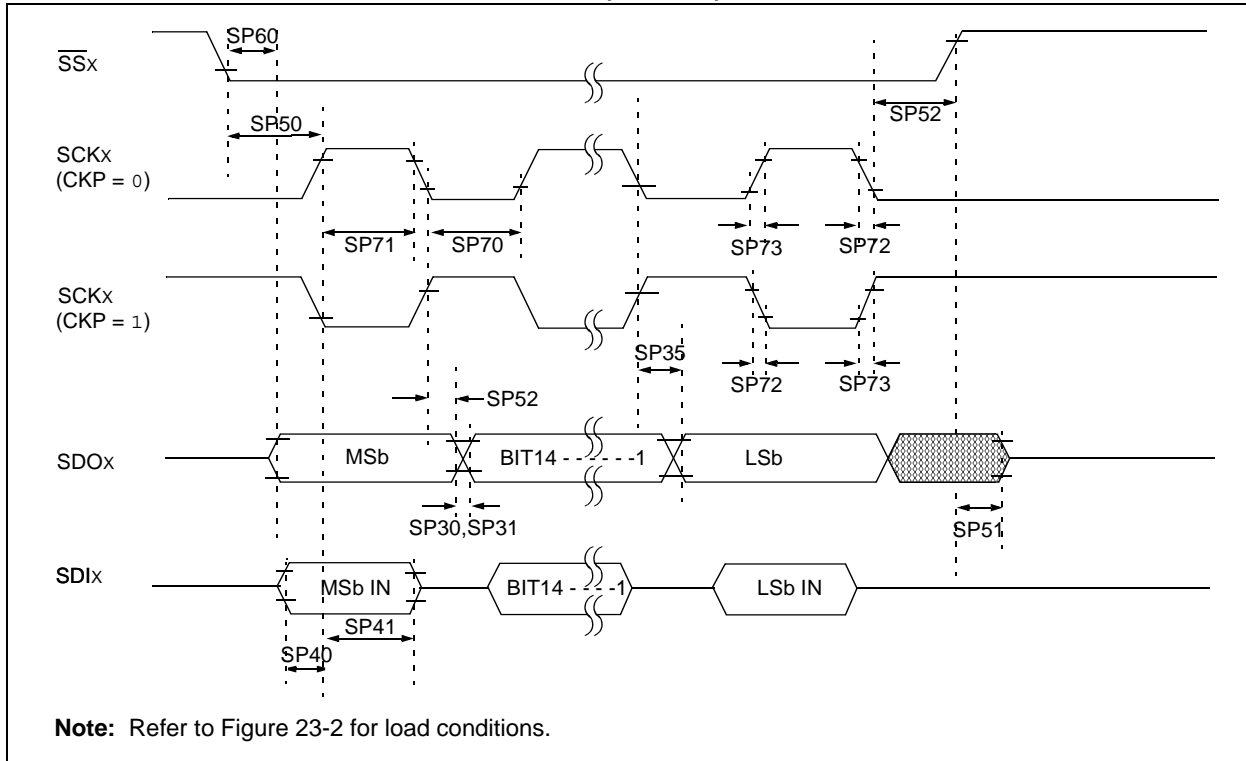 SP60
SSX
SP52
SP50
SCKX
(CKP = 0)
SP71
SP70
SP73
SP72
SCKX
(CKP = 1)
SP35
SP72
SP73
SP52
SDOX
MSb
BIT14 - - - - - -1
LSb
SP30,SP31
SP51
SDIX
MSb IN
BIT14 - - - -1
LSb IN
SP41
SP40
Note: Refer to Figure 23-2 for load conditions.